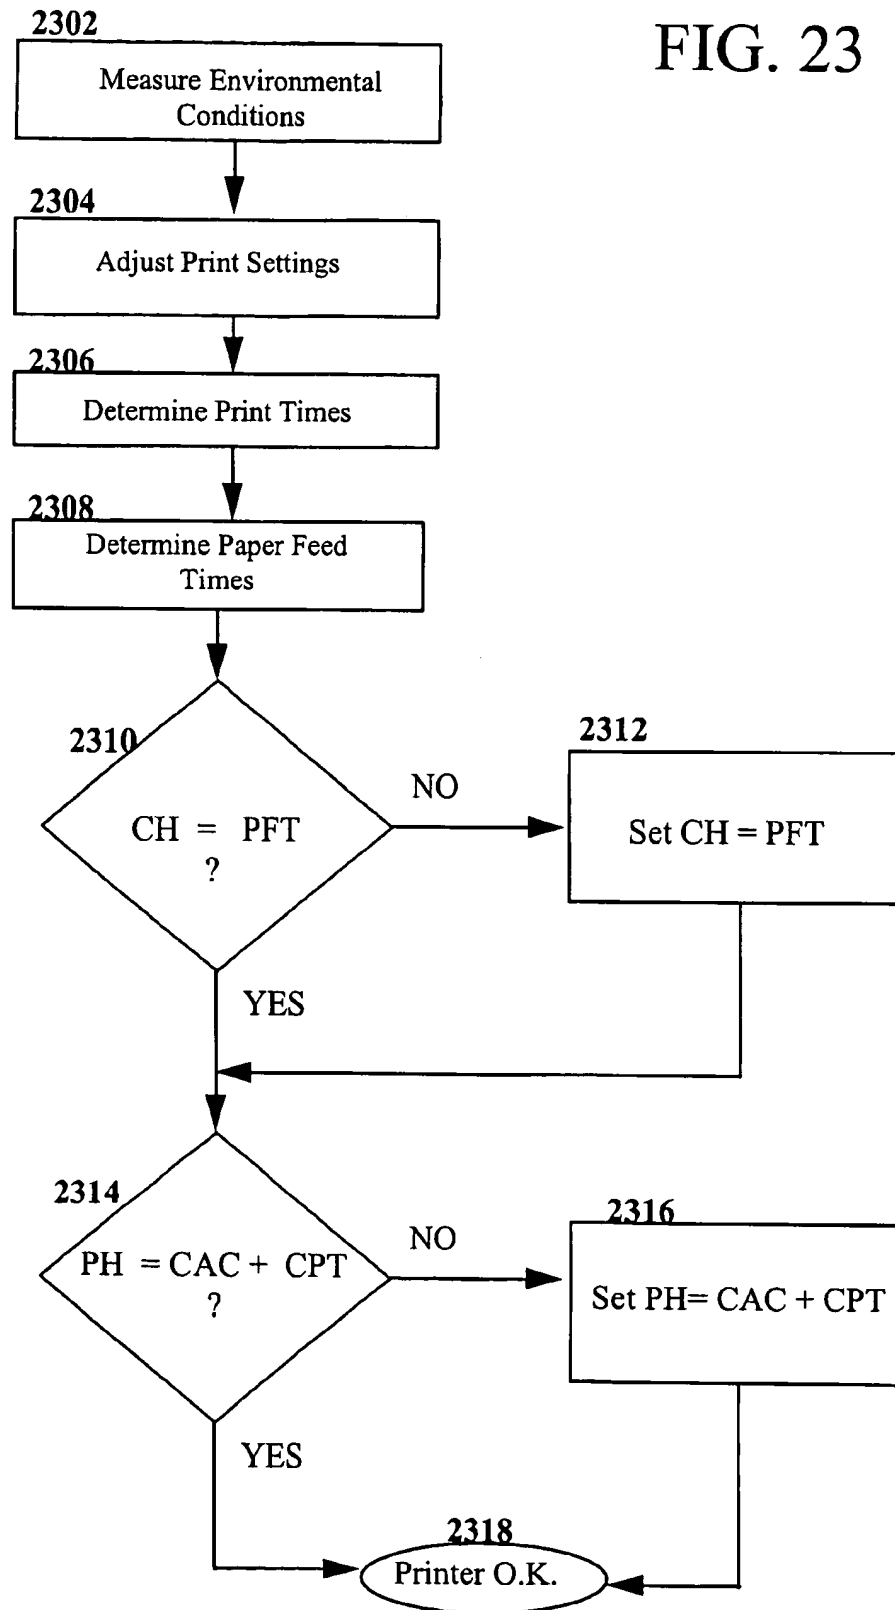 FIG. 23
2302
Measure Environmental
Conditions
2304
Adjust Print Settings
2306
Determine Print Times
2308
Determine Paper Feed
Times
2310
CH = PFT
?
NO
2312
Set CH = PFT
YES
2314
PH = CAC + CPT
?
NO
2316
Set PH= CAC + CPT
YES
2318
Printer O.K.